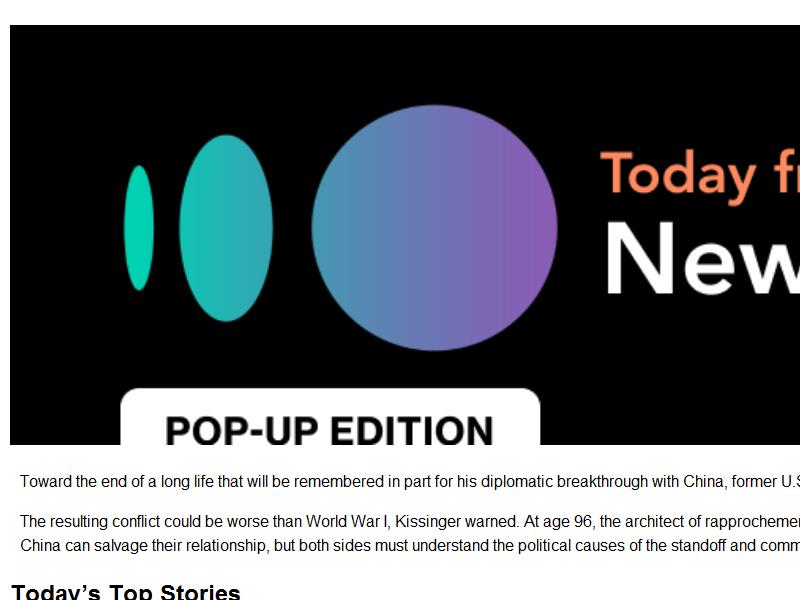 Today
New
POP-UP EDITION
Toward the end of a long life that will be remembered in part for his diplomatic breakthrough with China, former
The resulting conflict could be worse than World War I, Kissinger warned. At age 96, the architect of
China can salvage their relationship, but both sides must understand the political causes of the standoff and
Today's Top Stories